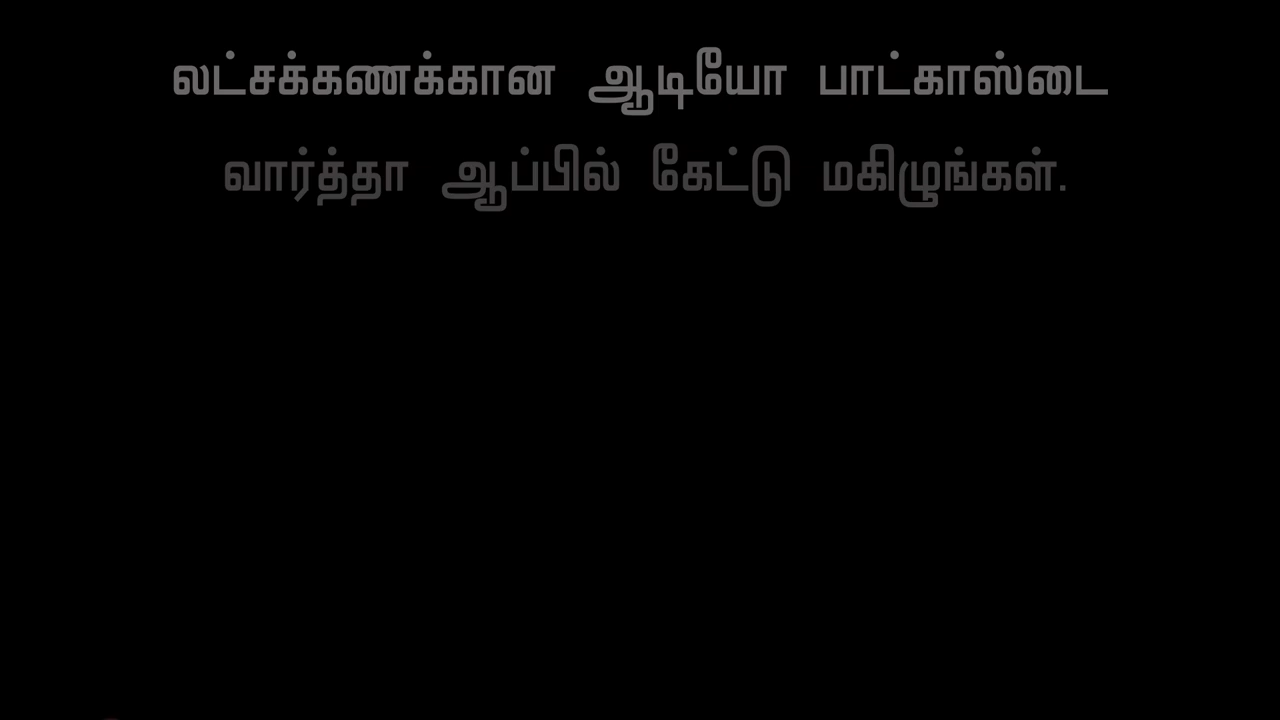 லட்சக்கணக்கான ஆடியோ பாட்காஸ்டை
வார்த்தா ஆப்பில் கேட்டு மகிழுங்கள்.